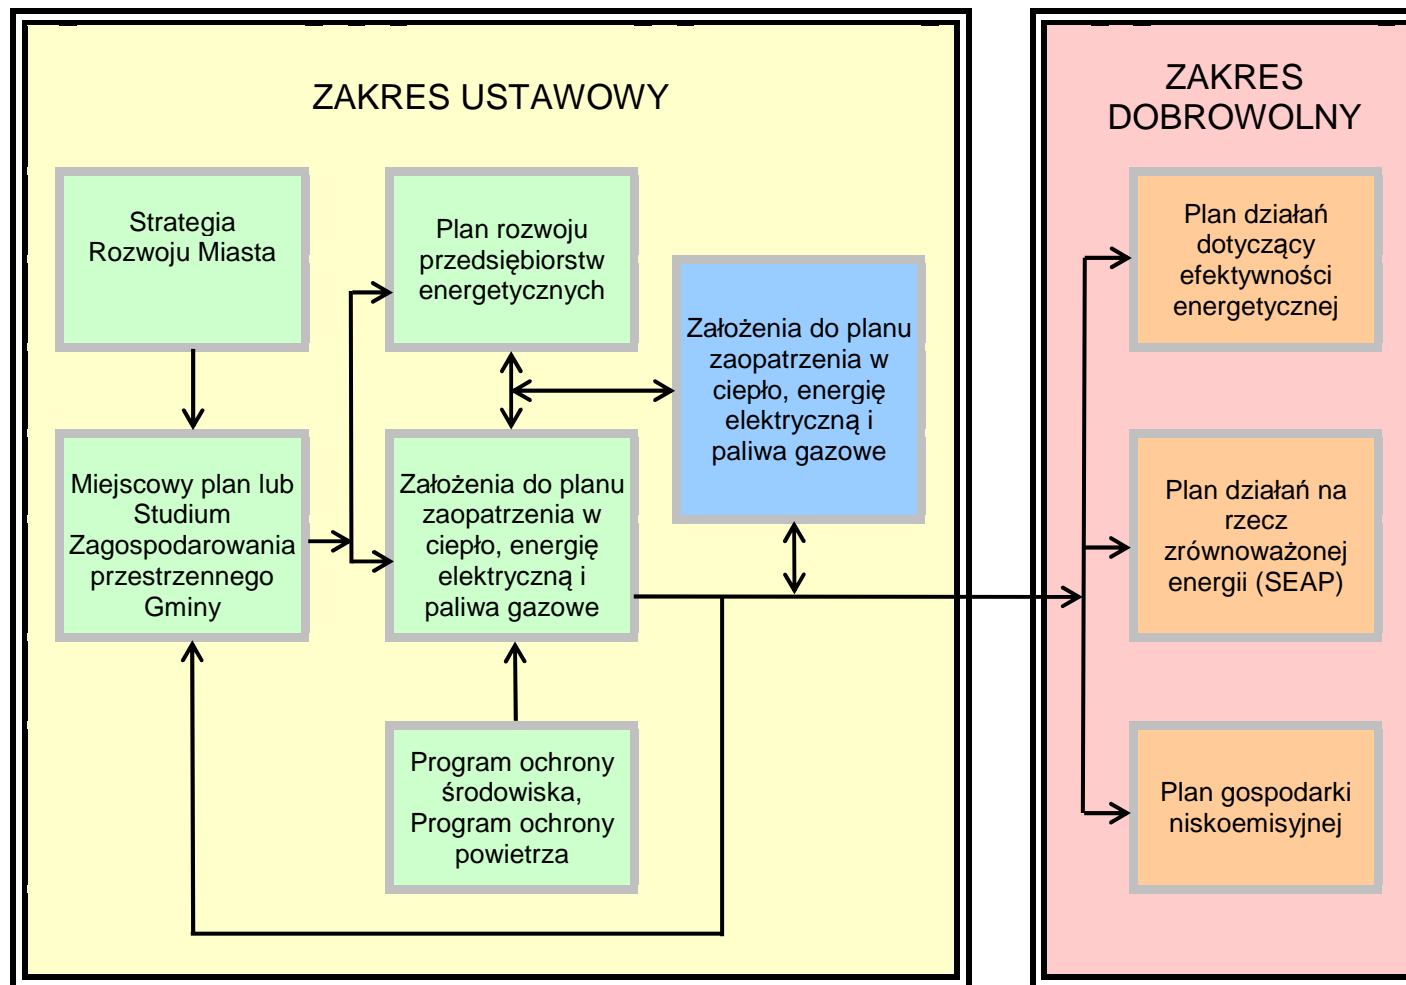 ZAKRES USTAWOWY
Strategia
Rozwoju Miasta
Plan rozwoju
przedsiębiorstw
energetycznych
Założenia do planu
zaopatrzenia w
ciepło, energię
elektryczną i
paliwa gazowe
Miejscowy plan lub
Studium
Zagospodarowania
przestrzennego
Gminy
Założenia do planu
zaopatrzenia w
ciepło, energię
elektryczną i
paliwa gazowe
Program ochrony
środowiska,
Program ochrony
powietrza
ZAKRES
DOBROWOLNY
Plan działań
dotyczący
efektywności
energetycznej
Plan działań na
rzecz
zrównoważonej
energii (SEAP)
Plan gospodarki
niskoemisyjnej